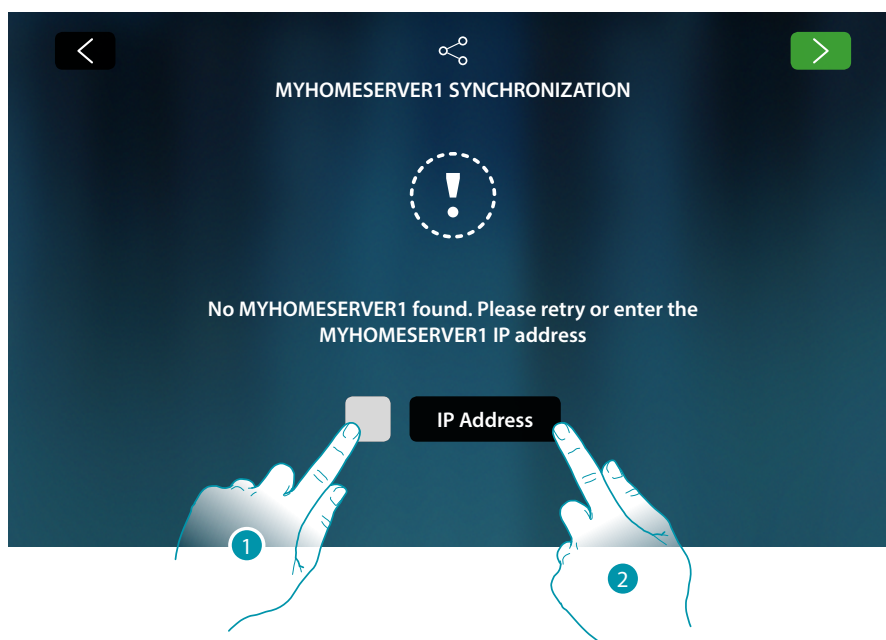 MYHOMESERVER1 SYNCHRONIZATION
No MYHOMESERVER1 found. Please retry or enter the
MYHOMESERVER1 IP address
IP Address
1
2